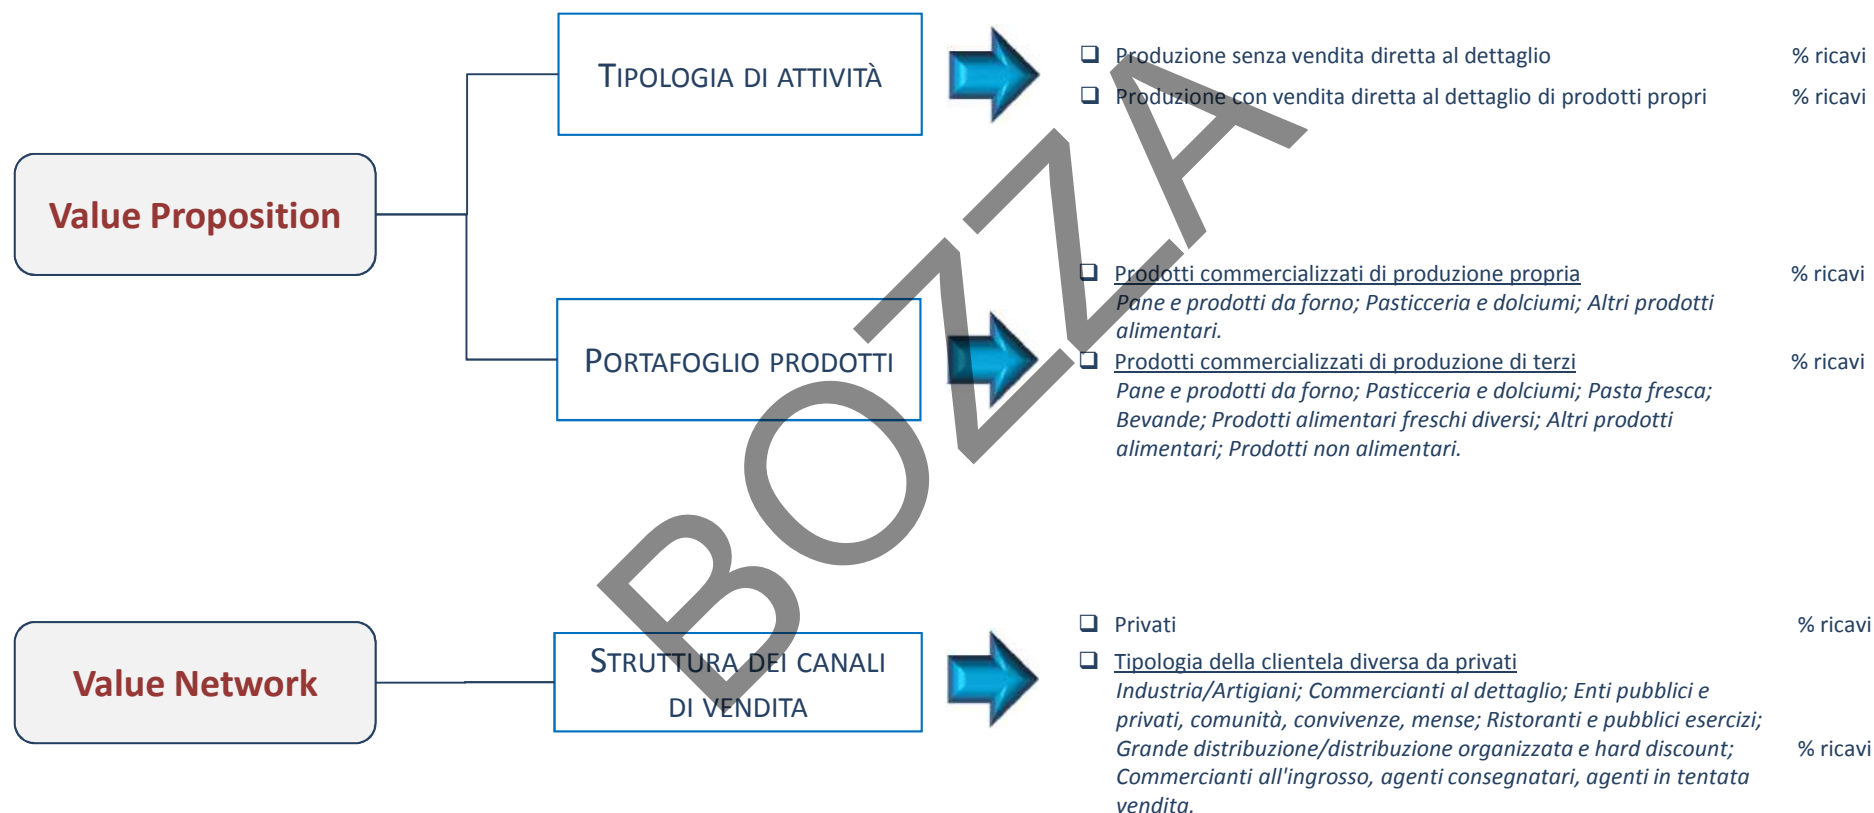 TIPOLOGIA DI ATTIVITÀ
❑ Produzione senza vendita diretta al dettaglio % ricavi
❑ Produzione con vendita diretta al dettaglio di prodotti propri % ricavi
Value Proposition
PORTAFOGLIO PRODOTTI
❑ Prodotti commercializzati di produzione propria % ricavi
Pane e prodotti da forno; Pasticceria e dolciumi; Altri prodotti
alimentari.
❑ Prodotti commercializzati di produzione di terzi % ricavi
Pane e prodotti da forno; Pasticceria e dolciumi; Pasta fresca;
Bevande; Prodotti alimentari freschi diversi; Altri prodotti
alimentari; Prodotti non alimentari.
BOZZA
Value Network
STRUTTURA DEI CANALI
DI VENDITA
❑ Privati % ricavi
❑ Tipologia della clientela diversa da privati
Industria/Artigiani; Commercianti al dettaglio; Enti pubblici e
privati, comunità, convivenze, mense; Ristoranti e pubblici esercizi;
Grande distribuzione/distribuzione organizzata e hard discount; % ricavi
Commercianti all'ingrosso, agenti consegnatari, agenti in tentata
vendita.